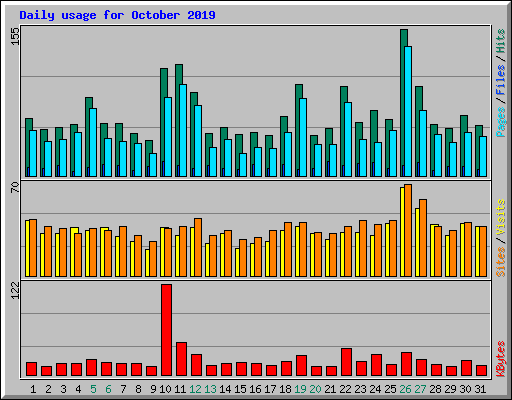 Daily usage for October 2019
155
Pages / Files / Hits
70
Sites / Visits
122
KBytes
1 2 3 4 5 6 7 8 9 10 11 12 13 14 15 16 17 18 19 20 21 22 23 24 25 26 27 28 29 30 31